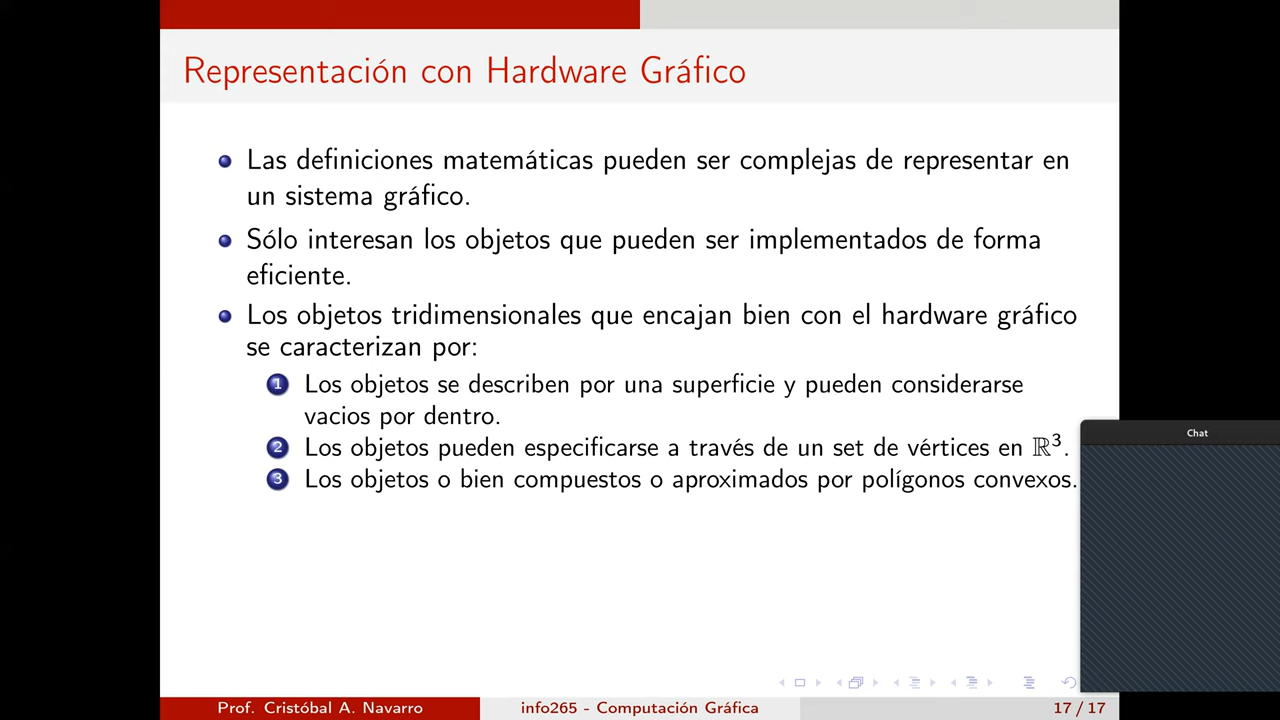 Representación con Hardware Gráfico
Las definiciones matemáticas pueden ser complejas de representar en
un sistema gráfico.
Sólo interesan los objetos que pueden ser implementados de forma
eficiente.
Los objetos tridimensionales que encajan bien con el hardware gráfico
se caracterizan por:
1 Los objetos se describen por una superficie y pueden considerarse
vacios por dentro.
2 Los objetos pueden especificarse a través de un set de vértices en ℝ³.
3 Los objetos o bien compuestos o aproximados por polígonos convexos.
Chat
Prof. Cristóbal A. Navarro
info265 - Computación Gráfica
17 / 17